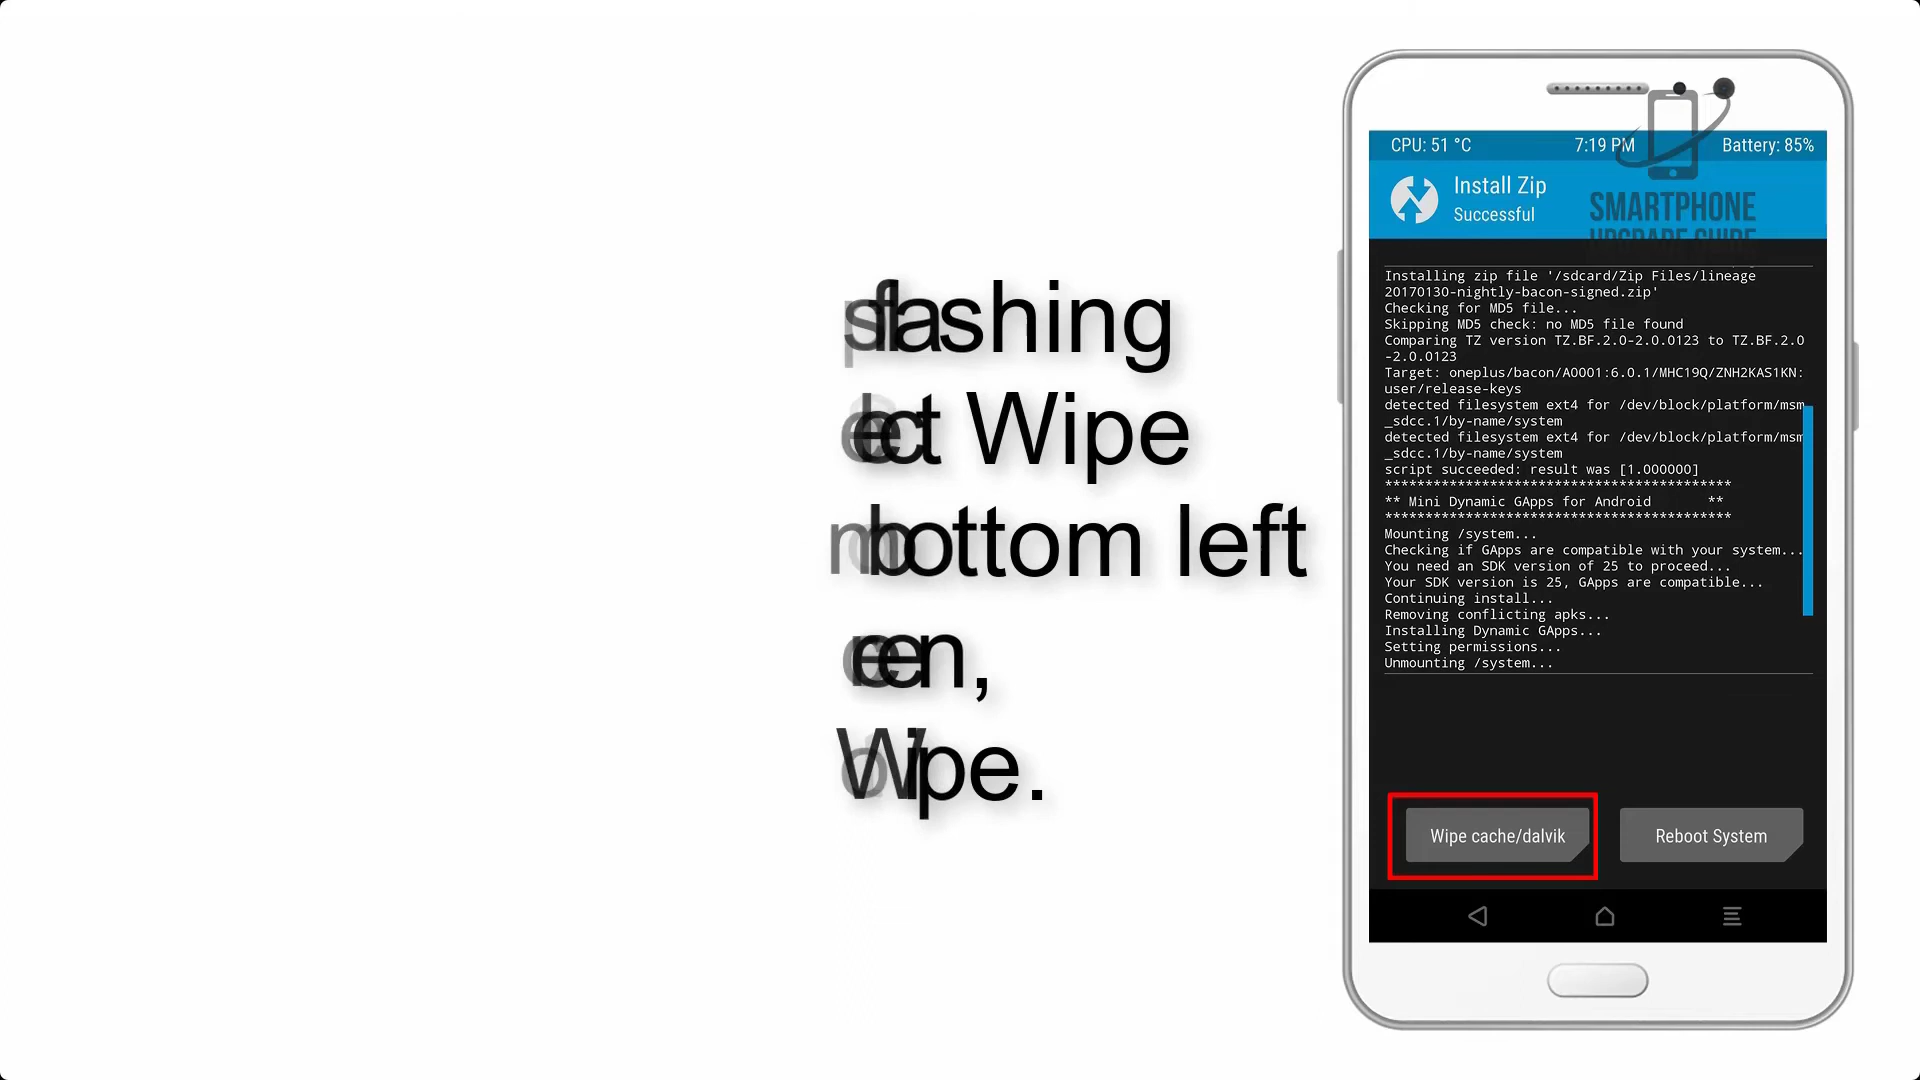 flashing
Wipe
bottom left
Wipe.
CPU: 51 °C 7:19 PM Battery: 85%
Install Zip
Successful
SMARTPHONE
UPGRADE GUIDE
Installing zip file '/sdcard/Zip Files/lineage
20170130-nightly-bacon-signed.zip'
Checking for MD5 file...
Skipping MD5 check: no MD5 file found
Comparing TZ version TZ.BF.2.0-2.0.0123 to TZ.BF.2.0
-2.0.0123
Target: oneplus/bacon/A0001:6.0.1/MHC19Q/ZNH2KAS1KN:
user/release-keys
detected filesystem ext4 for /dev/block/platform/msm
_sdcc.1/by-name/system
detected filesystem ext4 for /dev/block/platform/msm
_sdcc.1/by-name/system
script succeeded: result was [1.000000]
*******************************************
** Mini Dynamic GApps for Android **
*******************************************
Mounting /system...
Checking if GApps are compatible with your system...
You need an SDK version of 25 to proceed...
Your SDK version is 25, GApps are compatible...
Continuing install...
Removing conflicting apks...
Installing Dynamic GApps...
Setting permissions...
Unmounting /system...
Wipe cache/dalvik Reboot System